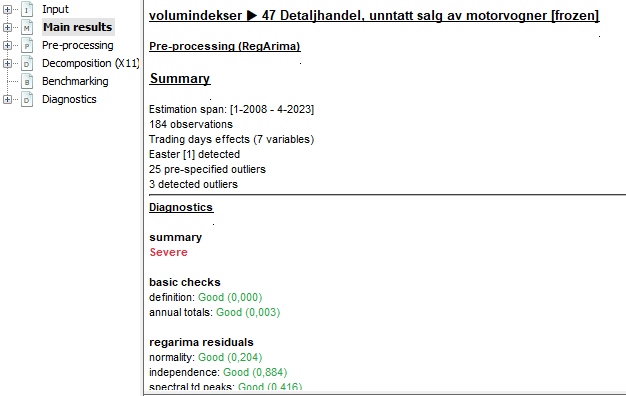 Input
Main results
Pre-processing
Decomposition (X11)
Benchmarking
Diagnostics
volumindekser ▶ 47 Detaljhandel, unntatt salg av motorvogner [frozen]
Pre-processing (RegArima)
Summary
Estimation span: [1-2008 - 4-2023]
184 observations
Trading days effects (7 variables)
Easter [1] detected
25 pre-specified outliers
3 detected outliers
Diagnostics
summary
Severe
basic checks
definition: Good (0,000)
annual totals: Good (0,003)
regarima residuals
normality: Good (0,204)
independence: Good (0,884)
spectral td peaks: Good (0,416)